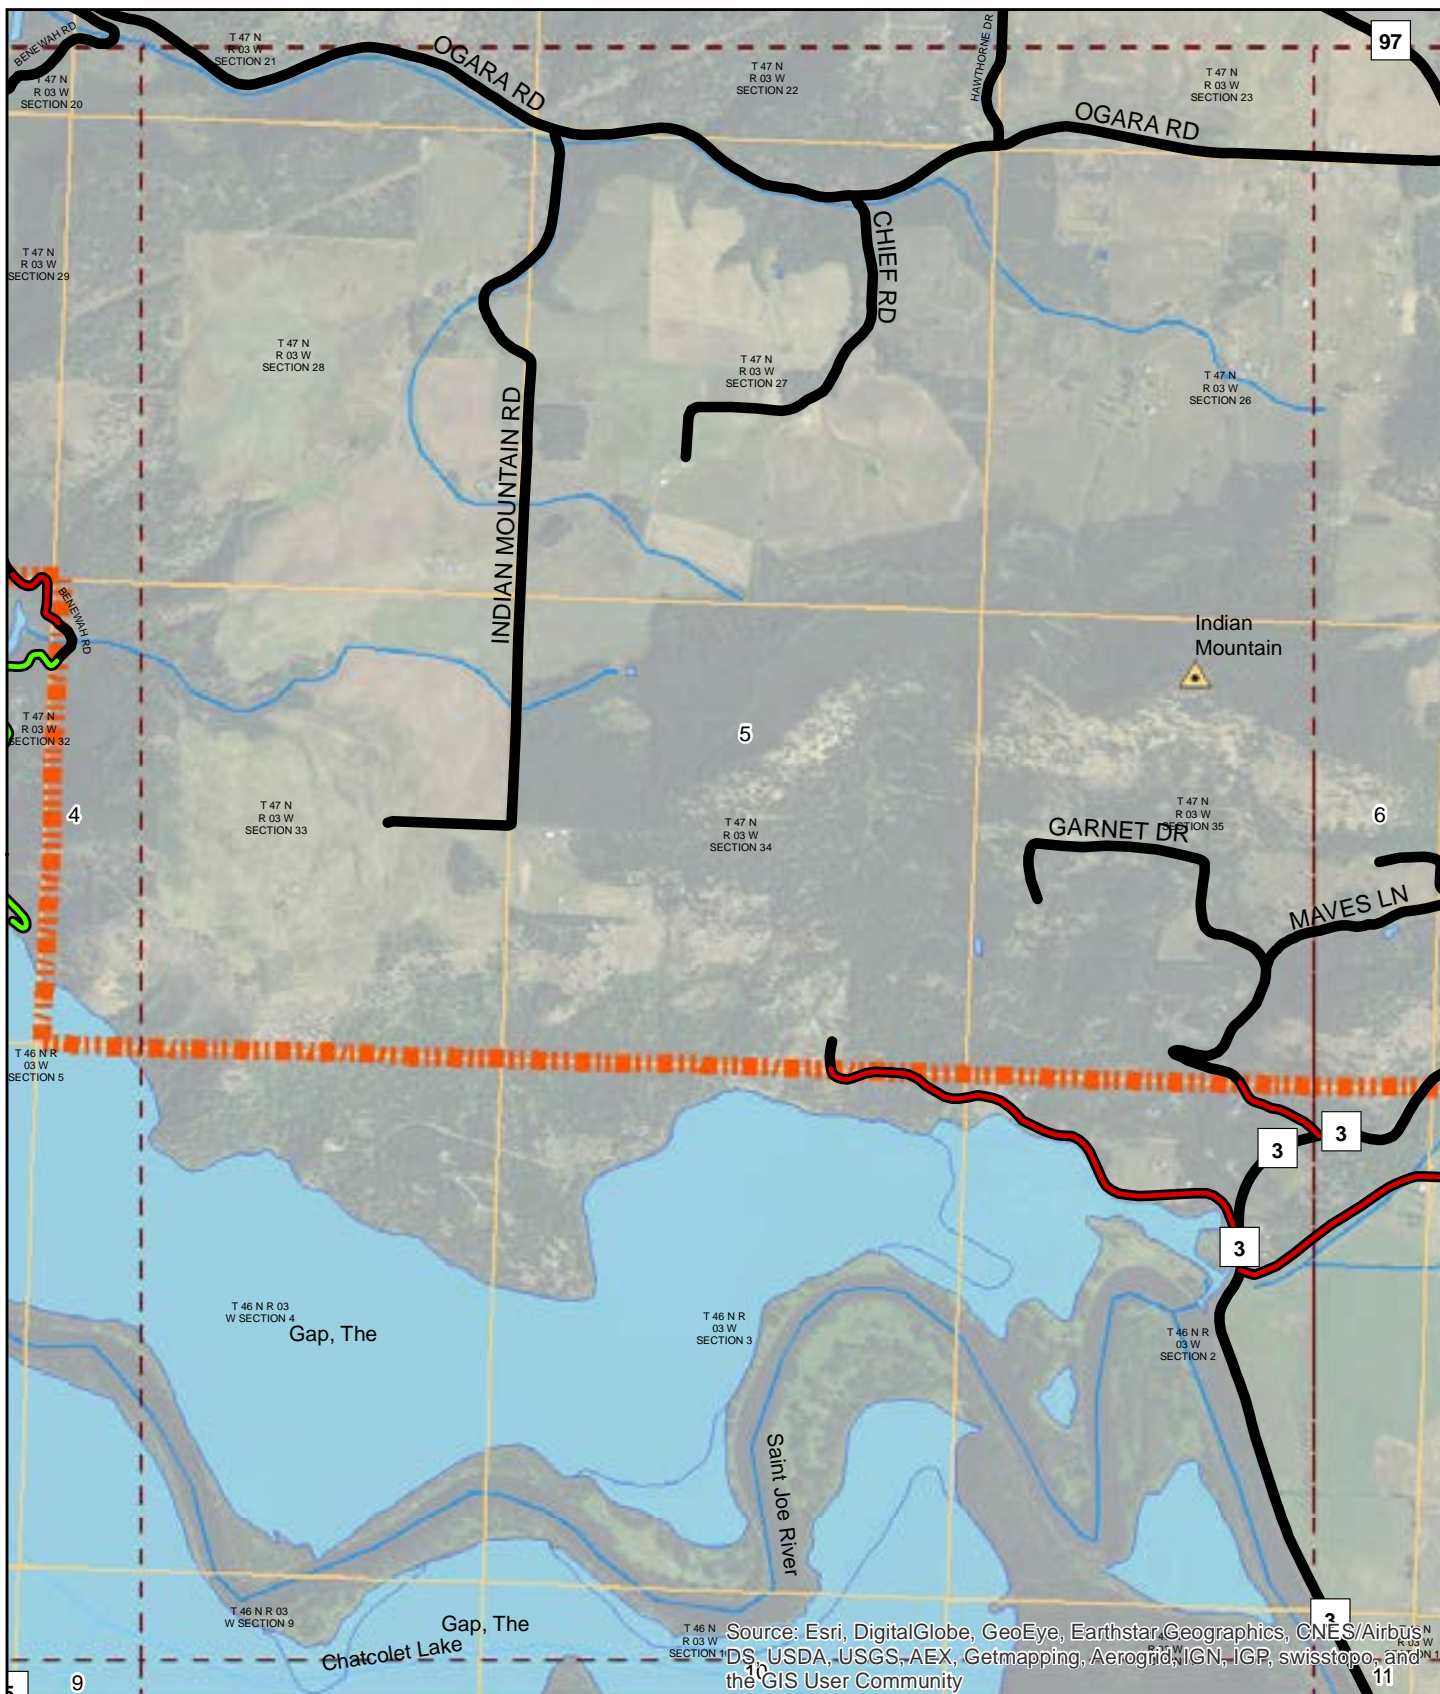 BENEWAH RD
T 47 N
R 03 W
SECTION 20
T 47 N
R 03 W
SECTION 21
OGARA RD
T 47 N
R 03 W
SECTION 22
HAWTHORNE DR
OGARA RD
T 47 N
R 03 W
SECTION 23
97
T 47 N
R 03 W
SECTION 29
T 47 N
R 03 W
SECTION 28
CHIEF RD
T 47 N
R 03 W
SECTION 27
T 47 N
R 03 W
SECTION 26
INDIAN MOUNTAIN RD
BENEWAH RD
Indian
Mountain
T 47 N
R 03 W
SECTION 32
5
4
T 47 N
R 03 W
SECTION 33
T 47 N
R 03 W
SECTION 34
T 47 N
R 03 W
SECTION 35
GARNET DR
6
MAVES LN
T 46 N R
03 W
SECTION 5
3
3
3
T 46 N R 03
W SECTION 4
Gap, The
T 46 N R
03 W
SECTION 3
T 46 N R
03 W
SECTION 2
Saint Joe River
T 46 N R 03
W SECTION 9
Gap, The
Chatcolet Lake
T 46 N
R 03 W
3
Source: Esri, DigitalGlobe, GeoEye, Earthstar Geographics, CNES/Airbus
DS, USDA, USGS, AEX, Getmapping, Aerogrid, IGN, IGP, swisstopo, and
the GIS User Community
9
10
11